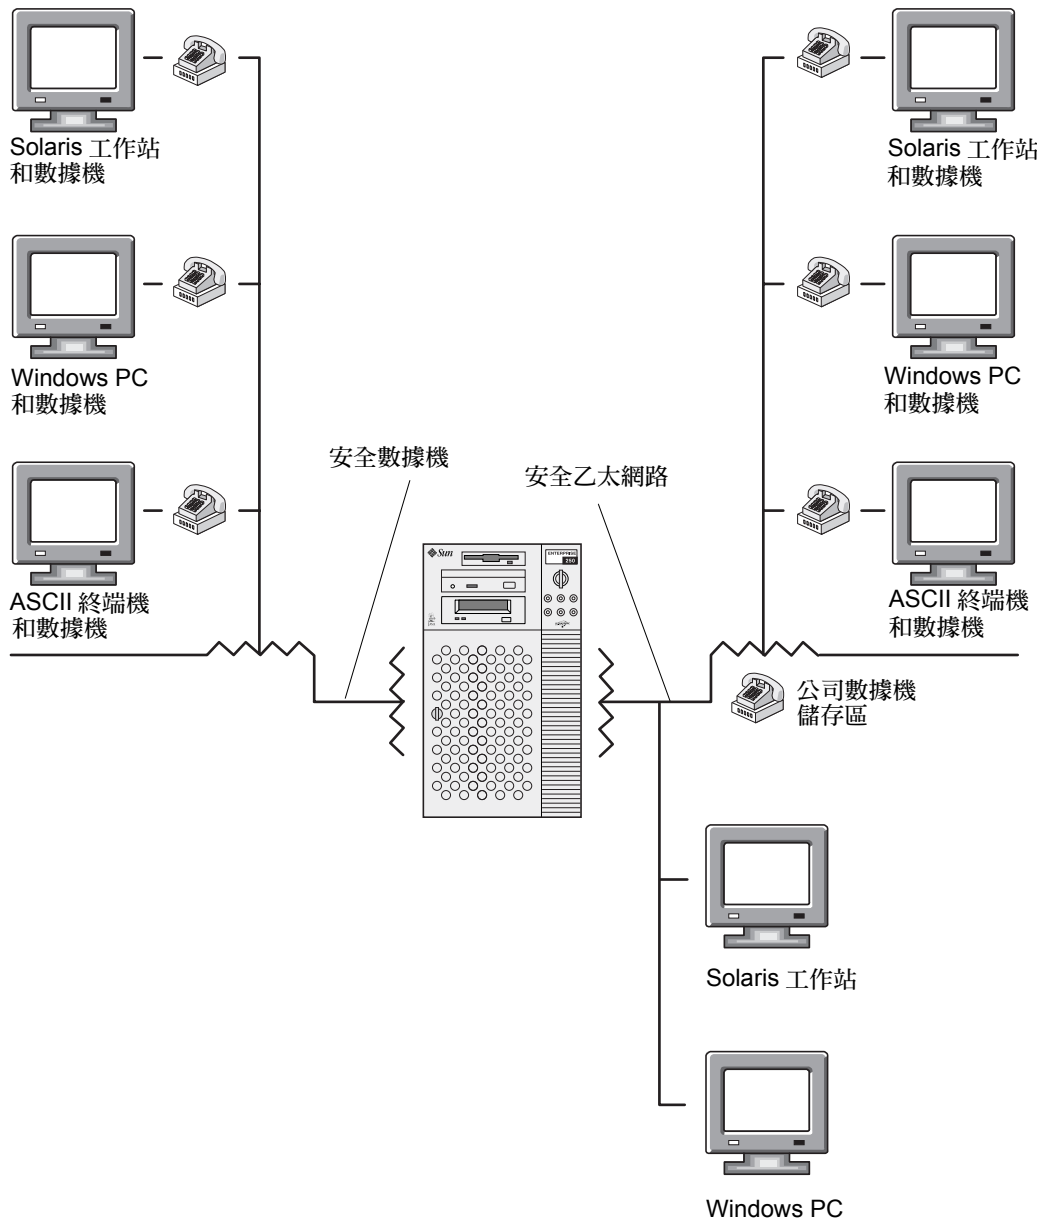 Solaris 工作站
和數據機
Solaris 工作站
和數據機
Windows PC
和數據機
Windows PC
和數據機
安全數據機
安全乙太網路
Sun
ENTERPRISE
250
ASCII 終端機
和數據機
ASCII 終端機
和數據機
公司數據機
儲存區
Solaris 工作站
Windows PC